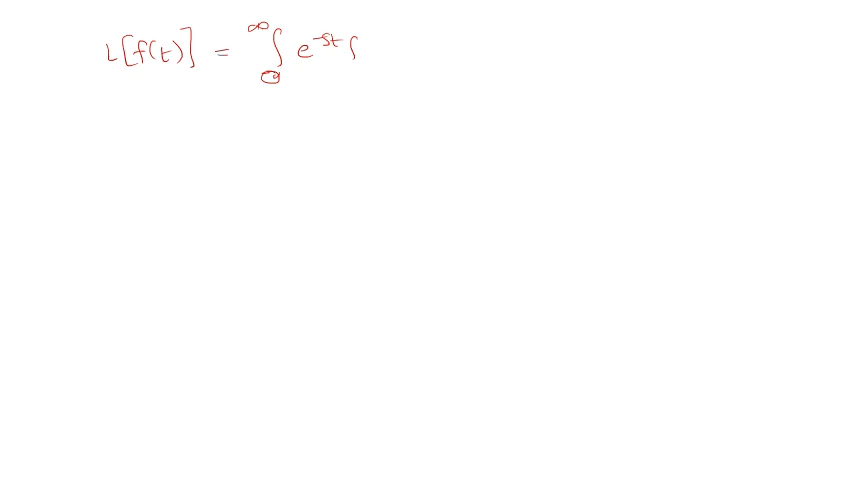 L[f(t)] = ∫₀^∞ e^{-st} f